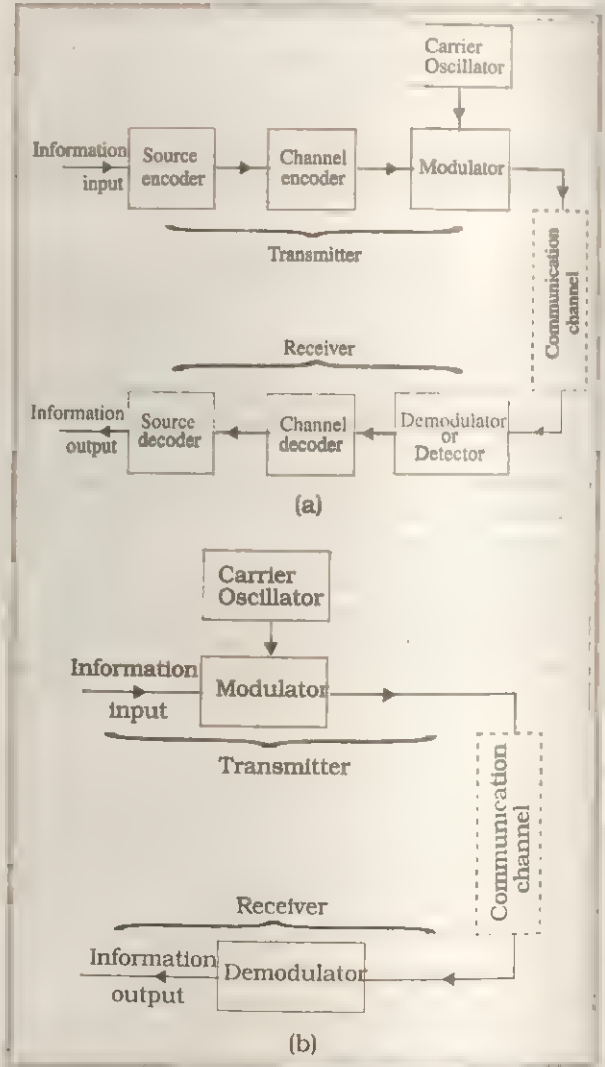 Carrier
Oscillator
Information
input
Source
encoder
Channel
encoder
Modulator
Transmitter
Communication
channel
Receiver
Information
output
Source
decoder
Channel
decoder
Demodulator
or
Detector
(a)
Carrier
Oscillator
Information
input
Modulator
Transmitter
Communication
channel
Receiver
Information
output
Demodulator
(b)